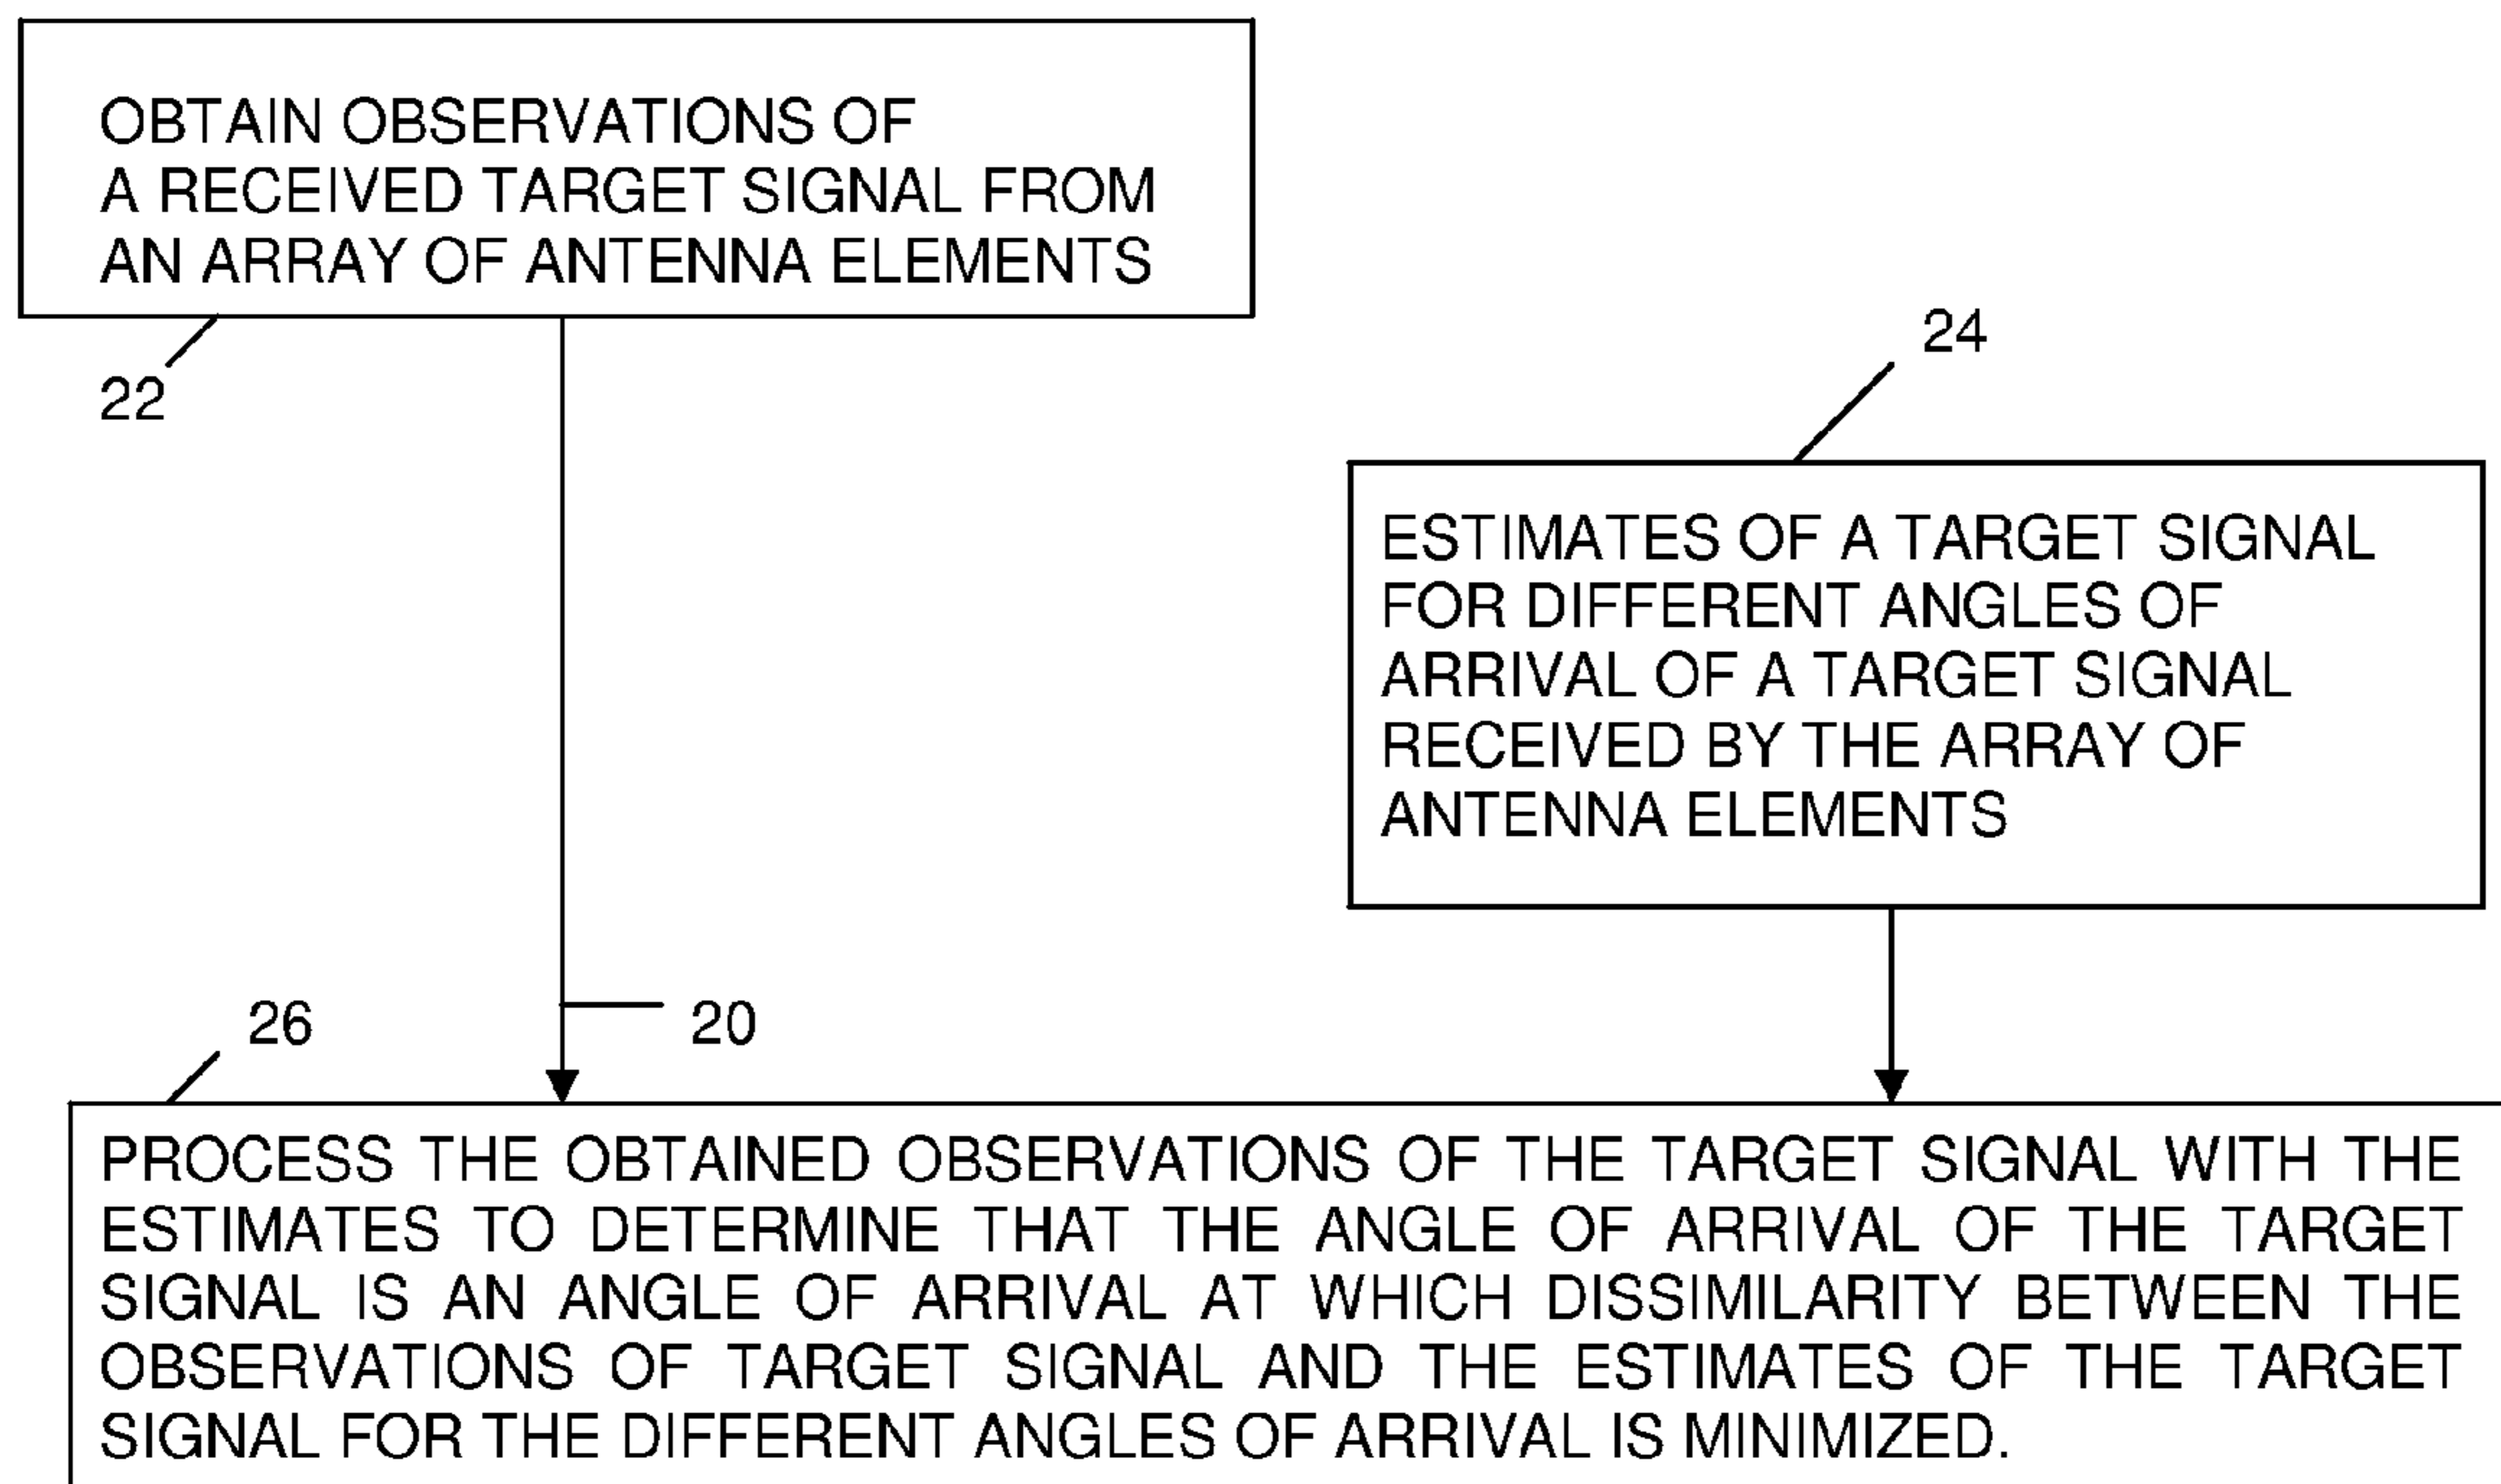 OBTAIN OBSERVATIONS OF
A RECEIVED TARGET SIGNAL FROM
AN ARRAY OF ANTENNA ELEMENTS
22
24
ESTIMATES OF A TARGET SIGNAL
FOR DIFFERENT ANGLES OF
ARRIVAL OF A TARGET SIGNAL
RECEIVED BY THE ARRAY OF
ANTENNA ELEMENTS
26
20
PROCESS THE OBTAINED OBSERVATIONS OF THE TARGET SIGNAL WITH THE
ESTIMATES TO DETERMINE THAT THE ANGLE OF ARRIVAL OF THE TARGET
SIGNAL IS AN ANGLE OF ARRIVAL AT WHICH DISSIMILARITY BETWEEN THE
OBSERVATIONS OF TARGET SIGNAL AND THE ESTIMATES OF THE TARGET
SIGNAL FOR THE DIFFERENT ANGLES OF ARRIVAL IS MINIMIZED.